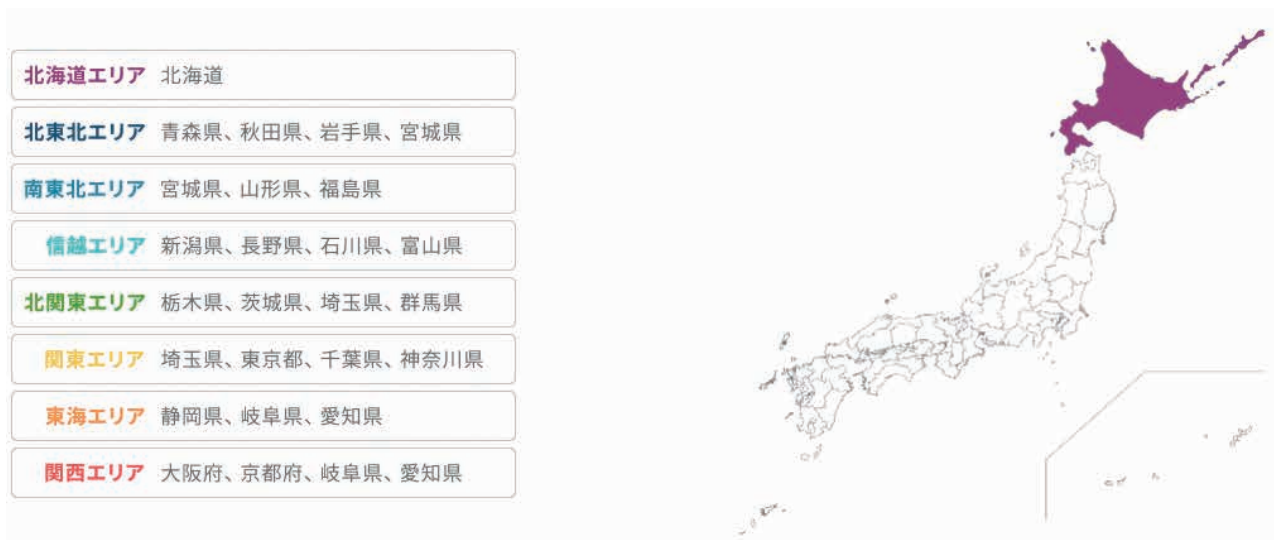 北海道エリア 北海道
北東北エリア 青森県、秋田県、岩手県、宮城県
南東北エリア 宮城県、山形県、福島県
信越エリア 新潟県、長野県、石川県、富山県
北関東エリア 栃木県、茨城県、埼玉県、群馬県
関東エリア 埼玉県、東京都、千葉県、神奈川県
東海エリア 静岡県、岐阜県、愛知県
関西エリア 大阪府、京都府、岐阜県、愛知県